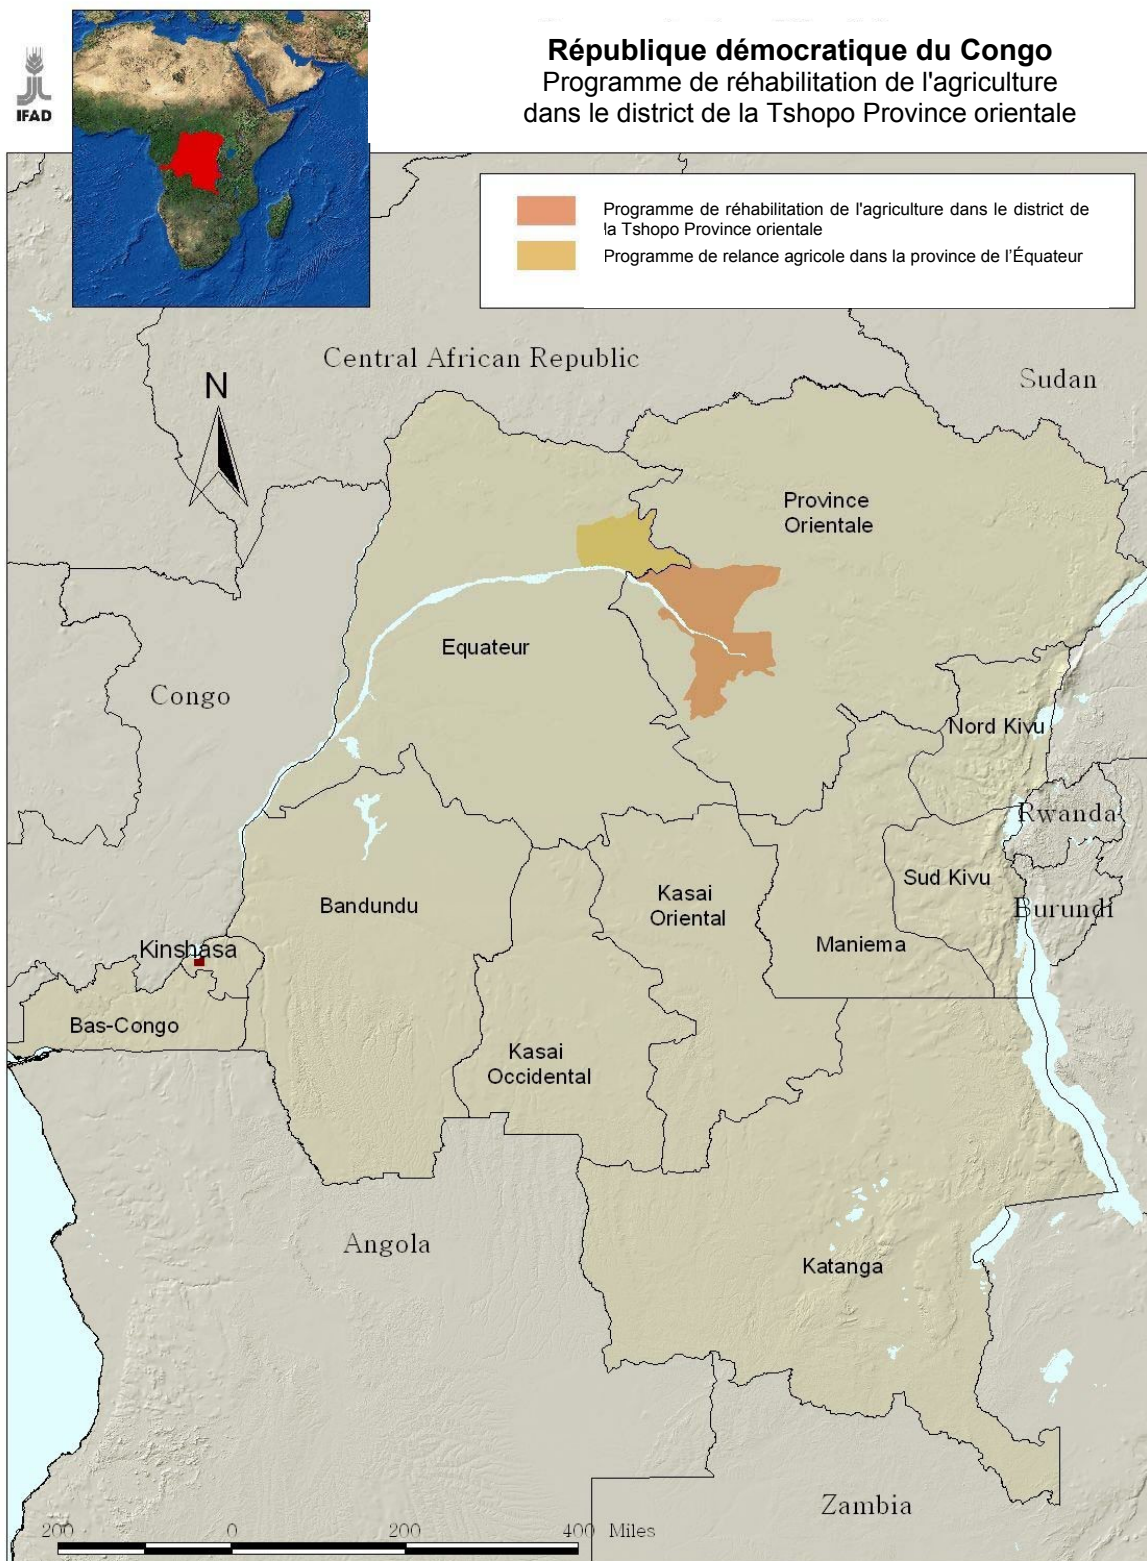 IFAD
République démocratique du Congo
Programme de réhabilitation de l'agriculture
dans le district de la Tshopo Province orientale
Programme de réhabilitation de l'agriculture dans le district de
la Tshopo Province orientale
Programme de relance agricole dans la province de l'Équateur
Central African Republic
Sudan
N
Province
Orientale
Equateur
Congo
Nord Kivu
Rwanda
Bandundu
Kasai
Oriental
Sud Kivu
Burundi
Maniema
Kinshasa
Bas-Congo
Kasai
Occidental
Angola
Katanga
Zambia
200 0 200 400 Miles